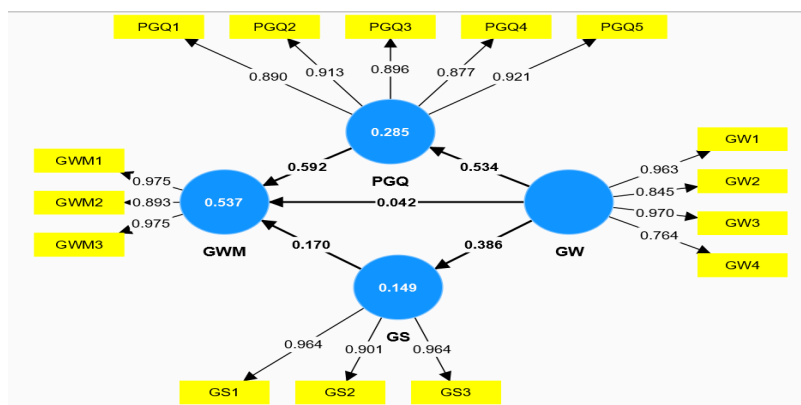 PGQ1 PGQ2 PGQ3 PGQ4 PGQ5
0.890 0.913 0.896 0.877 0.921
0.285
PGQ
GWM1
GWM2
GWM3
0.975
0.893
0.975
0.537
GWM
0.592
0.534
0.042
0.170
0.386
GW
0.963
0.845
0.970
0.764
GW1
GW2
GW3
GW4
0.149
GS
0.964 0.901 0.964
GS1 GS2 GS3